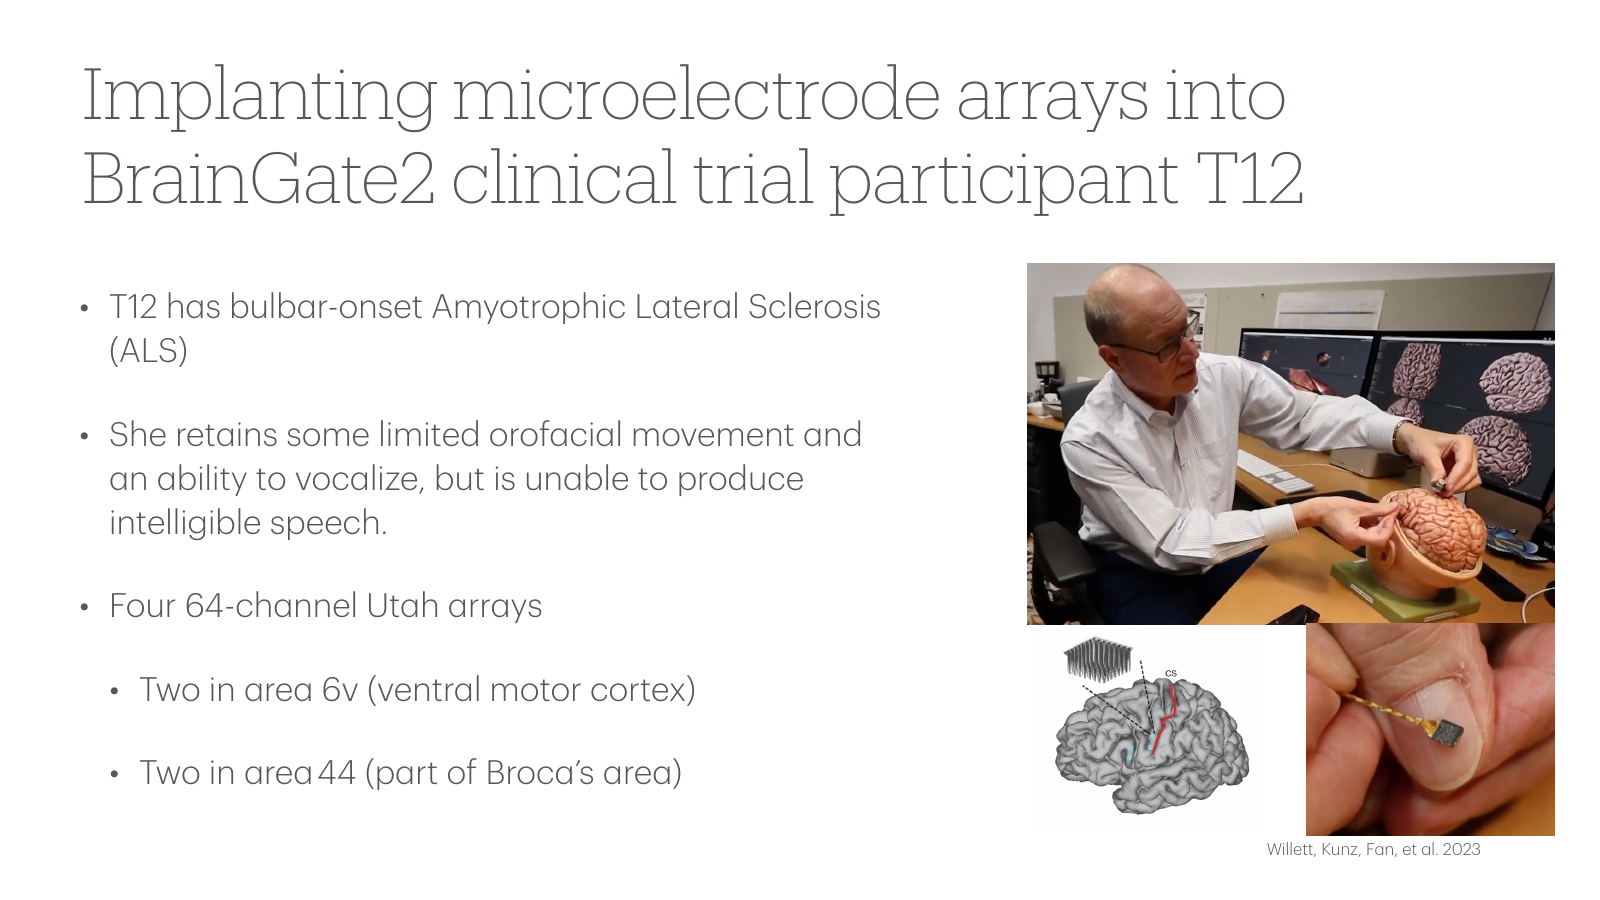 Implanting microelectrode arrays into
BrainGate2 clinical trial participant T12
• T12 has bulbar-onset Amyotrophic Lateral Sclerosis
(ALS)
• She retains some limited orofacial movement and
an ability to vocalize, but is unable to produce
intelligible speech.
• Four 64-channel Utah arrays
• Two in area 6v (ventral motor cortex)
• Two in area 44 (part of Broca’s area)
CS
Willett, Kunz, Fan, et al. 2023